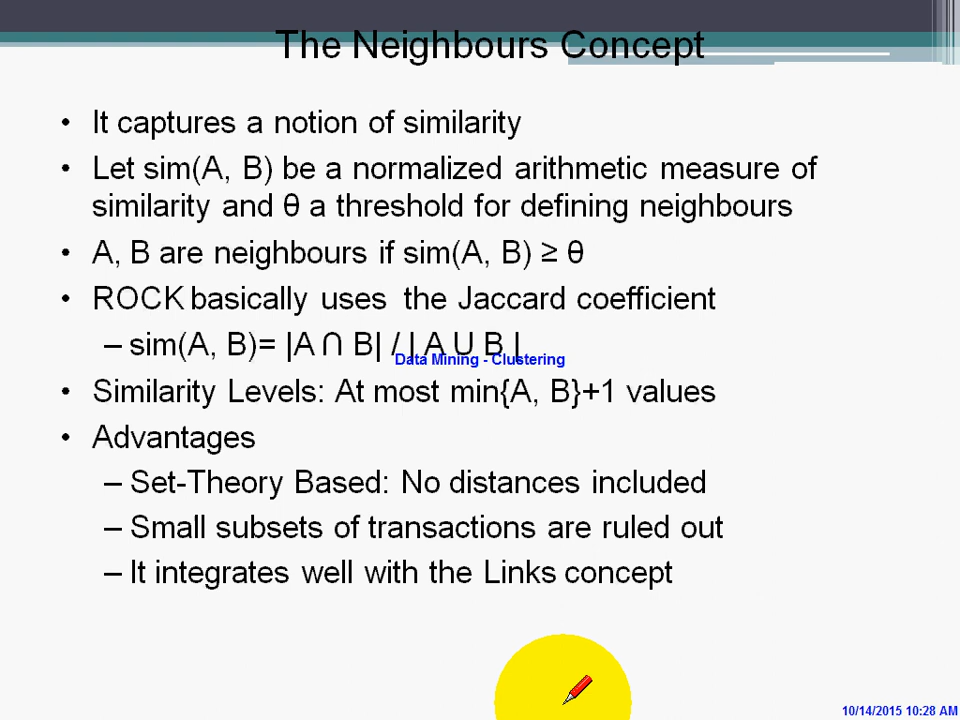 The Neighbours Concept
• It captures a notion of similarity
• Let sim(A, B) be a normalized arithmetic measure of
similarity and θ a threshold for defining neighbours
• A, B are neighbours if sim(A, B) ≥ θ
• ROCK basically uses the Jaccard coefficient
– sim(A, B)= |A ∩ B| / | A U B |
Data Mining - Clustering
• Similarity Levels: At most min{A, B}+1 values
• Advantages
– Set-Theory Based: No distances included
– Small subsets of transactions are ruled out
– It integrates well with the Links concept
10/14/2015 10:28 AM